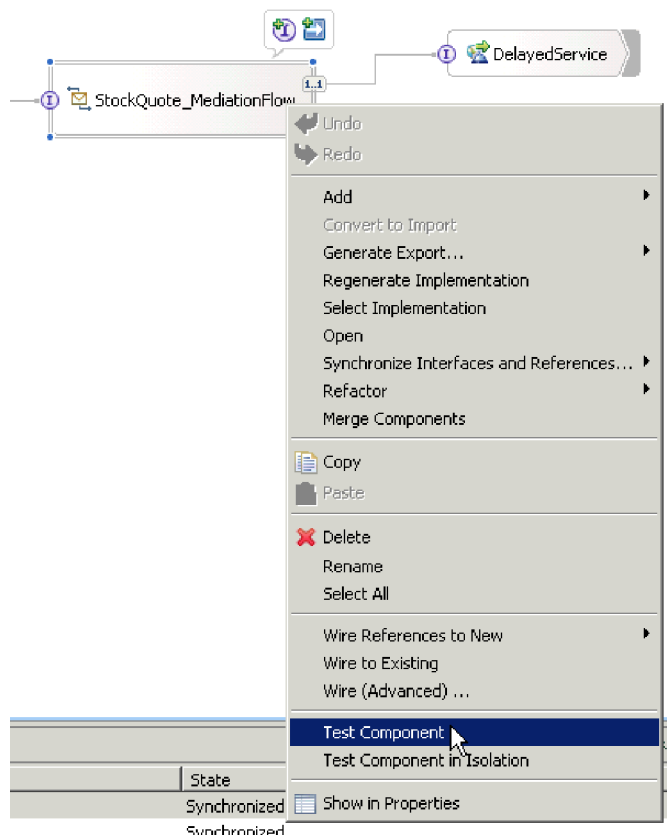 DelayedService
1..1
StockQuote_MediationFlow
Undo
Redo
Add
Convert to Import
Generate Export...
Regenerate Implementation
Select Implementation
Open
Synchronize Interfaces and References...
Refactor
Merge Components
Copy
Paste
Delete
Rename
Select All
Wire References to New
Wire to Existing
Wire (Advanced) ...
Test Component
Test Component in Isolation
State
Show in Properties
Synchronized
Synchronized